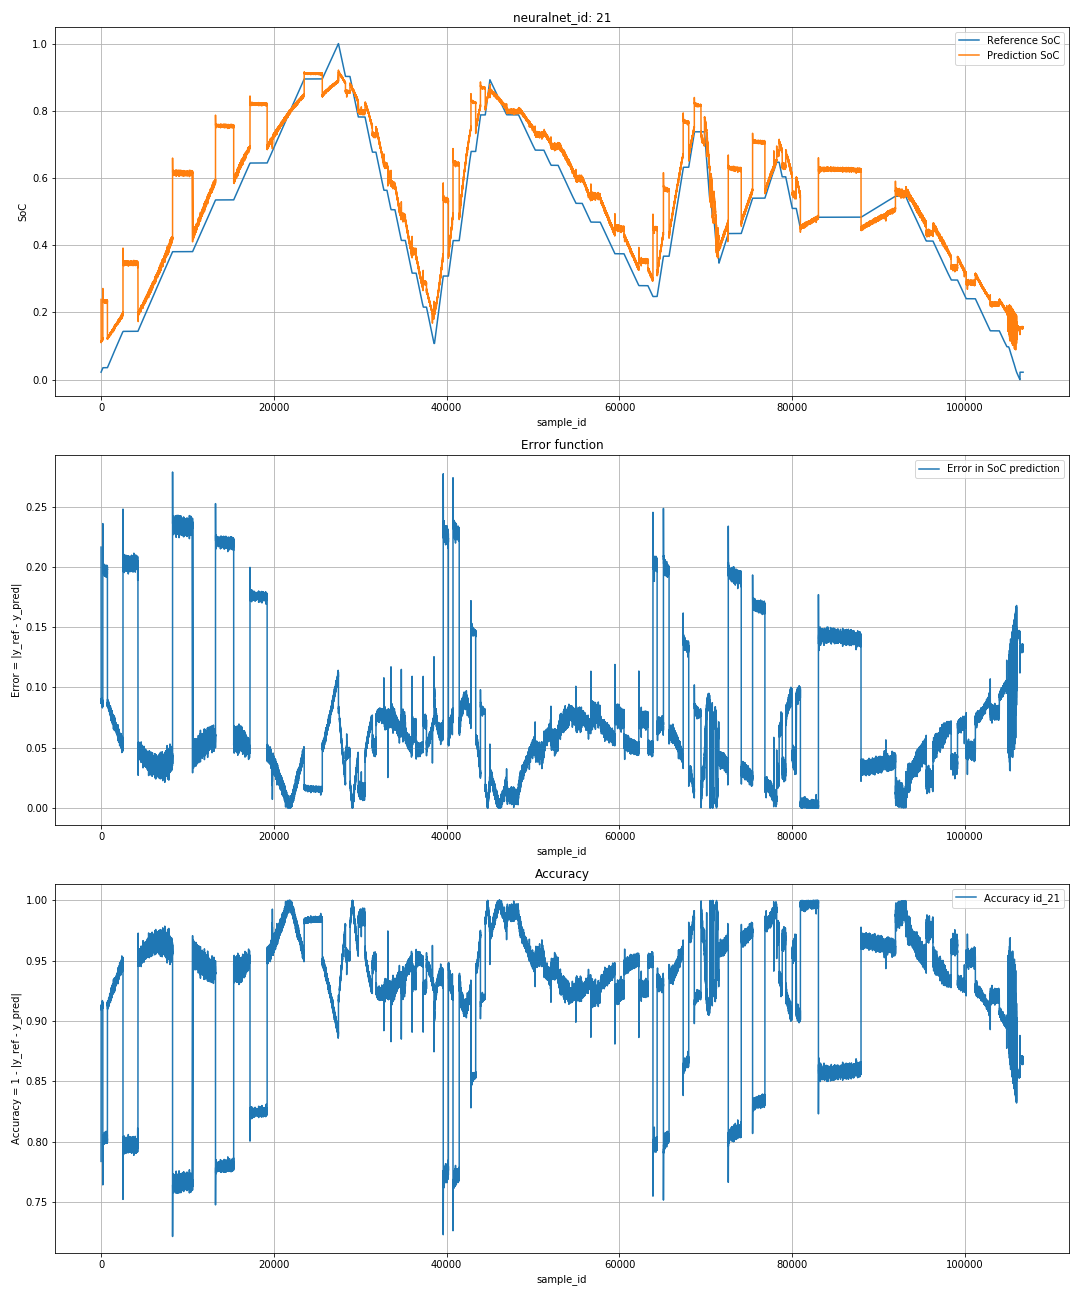 neuralnet_id: 21
Reference SoC
Prediction SoC
SoC
1.0
0.8
0.6
0.4
0.2
0.0
0 20000 40000 60000 80000 100000
sample_id
Error function
Error in SoC prediction
Error = |y_ref - y_pred|
0.25
0.20
0.15
0.10
0.05
0.00
0 20000 40000 60000 80000 100000
sample_id
Accuracy
Accuracy id_21
Accuracy = 1 - |y_ref - y_pred|
1.00
0.95
0.90
0.85
0.80
0.75
0 20000 40000 60000 80000 100000
sample_id